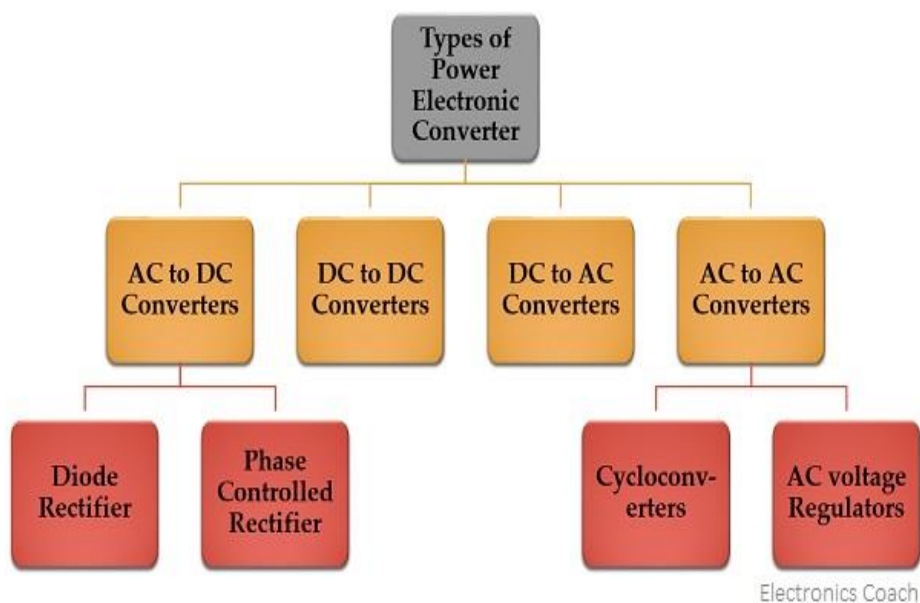 Types of
Power
Electronic
Converter
AC to DC
Converters
DC to DC
Converters
DC to AC
Converters
AC to AC
Converters
Diode
Rectifier
Phase
Controlled
Rectifier
Cycloconv-
erters
AC voltage
Regulators
Electronics Coach